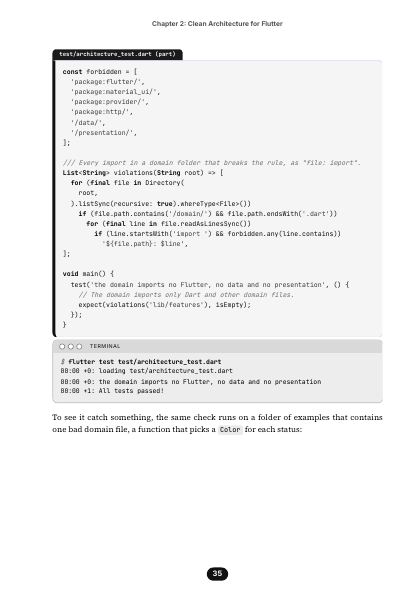 Chapter 2: Clean Architecture for Flutter
test/architecture_test.dart (part)
const forbidden = [
  'package:flutter/',
  'package:material_ui/',
  'package:provider/',
  'package:http/',
  '/data/',
  '/presentation/',
];
/// Every import in a domain folder that breaks the rule, as "file: import".
List<String> violations(String root) => [
  for (final file in Directory(
    root,
  ).listSync(recursive: true).whereType<File>())
    if (file.path.contains('/domain/') && file.path.endsWith('.dart'))
      for (final line in file.readAsLinesSync())
        if (line.startsWith('import ') && forbidden.any(line.contains))
          '${file.path}: $line',
];
void main() {
  test('the domain imports no Flutter, no data and no presentation', () {
    // The domain imports only Dart and other domain files.
    expect(violations('lib/features'), isEmpty);
  });
}
TERMINAL
$ flutter test test/architecture_test.dart
00:00 +0: loading test/architecture_test.dart
00:00 +0: the domain imports no Flutter, no data and no presentation
00:00 +1: All tests passed!
To see it catch something, the same check runs on a folder of examples that contains
one bad domain file, a function that picks a Color for each status:
35